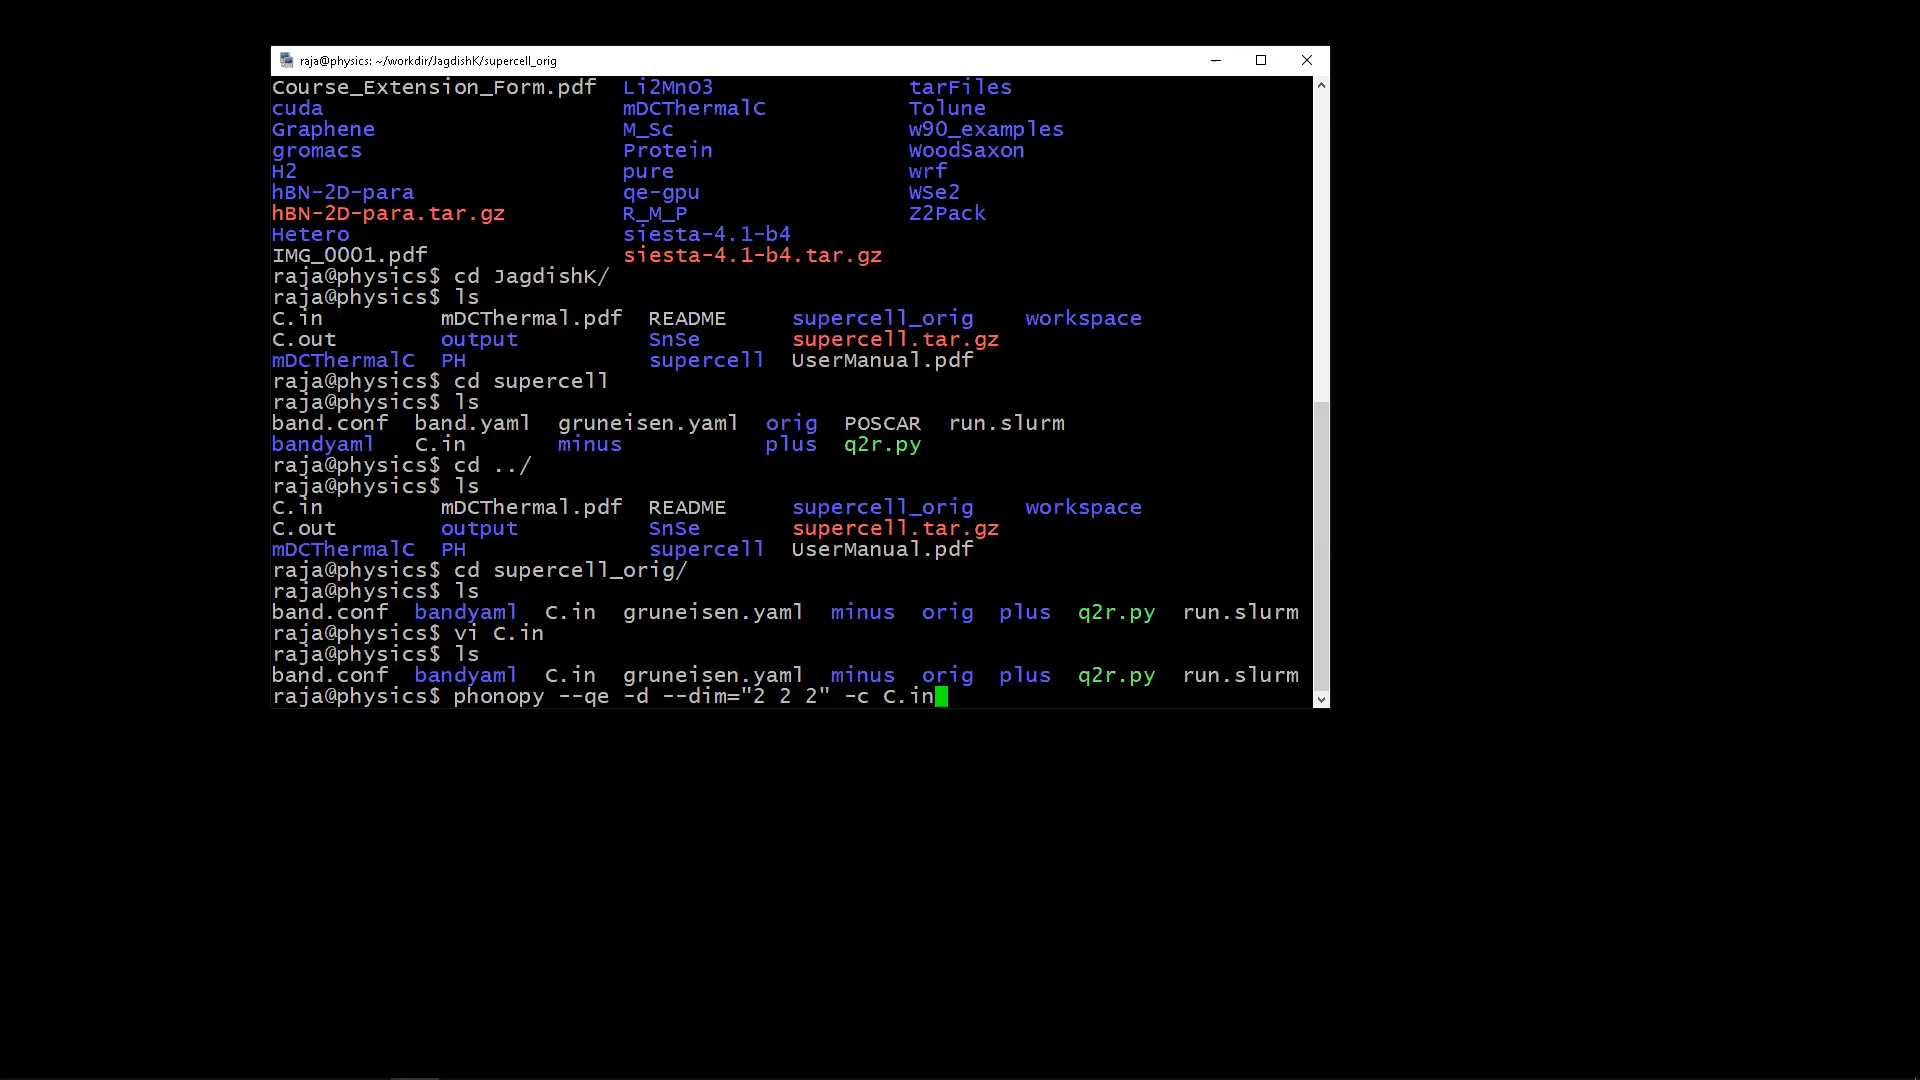 raja@physics: ~/workdir/JagdishK/supercell_orig
Course_Extension_Form.pdf  Li2MnO3               tarFiles
cuda                       mDCThermalC           Tolune
Graphene                   M_Sc                  w90_examples
gromacs                    Protein               WoodSaxon
H2                         pure                  wrf
hBN-2D-para                qe-gpu                WSe2
hBN-2D-para.tar.gz         R_M_P                 Z2Pack
Hetero                     siesta-4.1-b4
IMG_0001.pdf               siesta-4.1-b4.tar.gz
raja@physics$ cd JagdishK/
raja@physics$ ls
C.in         mDCThermal.pdf  README     supercell_orig    workspace
C.out        output          SnSe       supercell.tar.gz
mDCThermalC  PH              supercell  UserManual.pdf
raja@physics$ cd supercell
raja@physics$ ls
band.conf  band.yaml  gruneisen.yaml  orig  POSCAR  run.slurm
bandyaml   C.in       minus           plus  q2r.py
raja@physics$ cd ../
raja@physics$ ls
C.in         mDCThermal.pdf  README     supercell_orig    workspace
C.out        output          SnSe       supercell.tar.gz
mDCThermalC  PH              supercell  UserManual.pdf
raja@physics$ cd supercell_orig/
raja@physics$ ls
band.conf  bandyaml  C.in  gruneisen.yaml  minus  orig  plus  q2r.py  run.slurm
raja@physics$ vi C.in
raja@physics$ ls
band.conf  bandyaml  C.in  gruneisen.yaml  minus  orig  plus  q2r.py  run.slurm
raja@physics$ phonopy --qe -d --dim="2 2 2" -c C.in